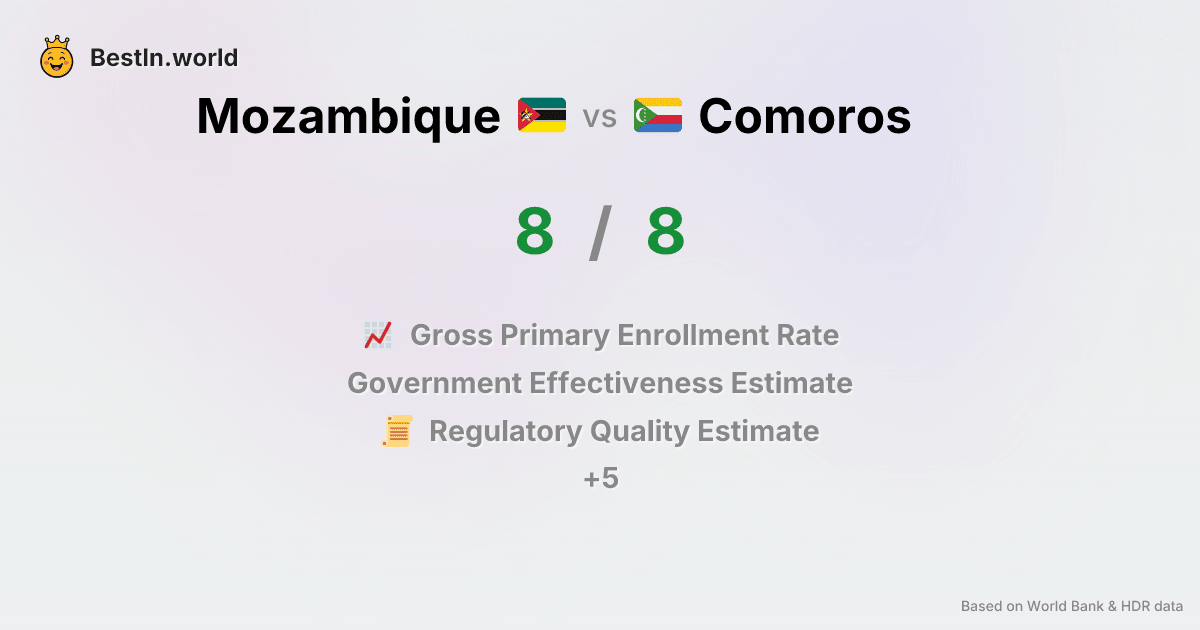 BestIn.world
Mozambique vs Comoros
8 / 8
Gross Primary Enrollment Rate
Government Effectiveness Estimate
Regulatory Quality Estimate
+5
Based on World Bank & HDR data